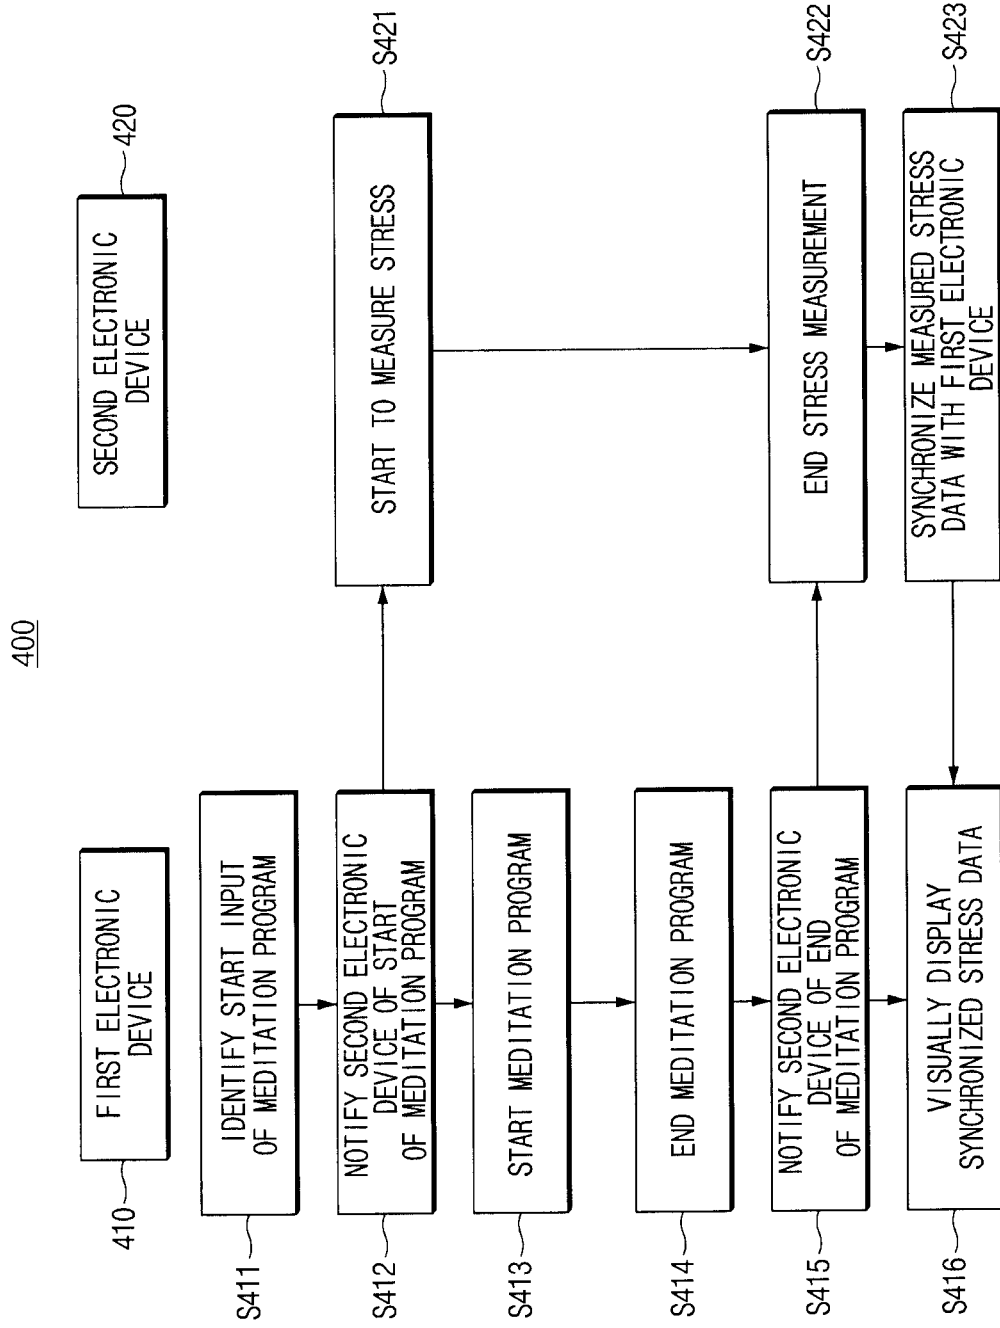 400
410
FIRST ELECTRONIC
DEVICE
SECOND ELECTRONIC
DEVICE
420
S411
IDENTIFY START INPUT
OF MEDITATION PROGRAM
S412
NOTIFY SECOND ELECTRONIC
DEVICE OF START
OF MEDITATION PROGRAM
START TO MEASURE STRESS
S421
S413
START MEDITATION PROGRAM
S414
END MEDITATION PROGRAM
S415
NOTIFY SECOND ELECTRONIC
DEVICE OF END
OF MEDITATION PROGRAM
END STRESS MEASUREMENT
S422
S416
VISUALLY DISPLAY
SYNCHRONIZED STRESS DATA
SYNCHRONIZE MEASURED STRESS
DATA WITH FIRST ELECTRONIC
DEVICE
S423